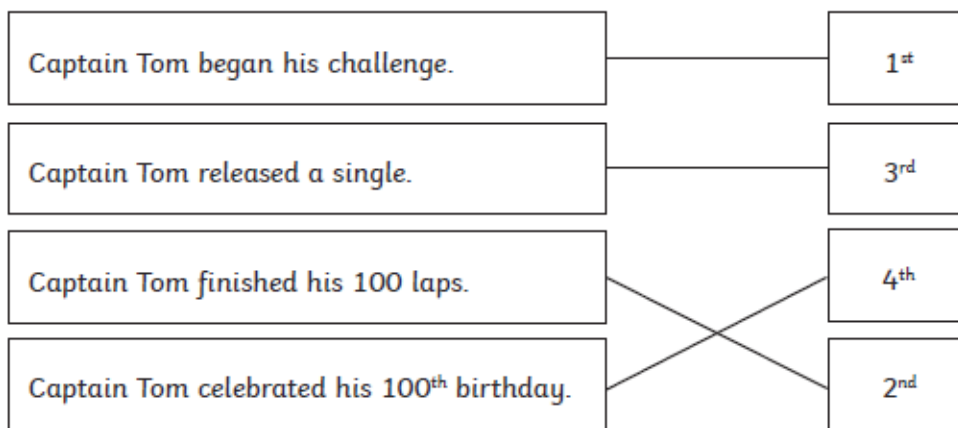 Captain Tom began his challenge. 1st
Captain Tom released a single. 3rd
Captain Tom finished his 100 laps. 4th
Captain Tom celebrated his 100th birthday. 2nd